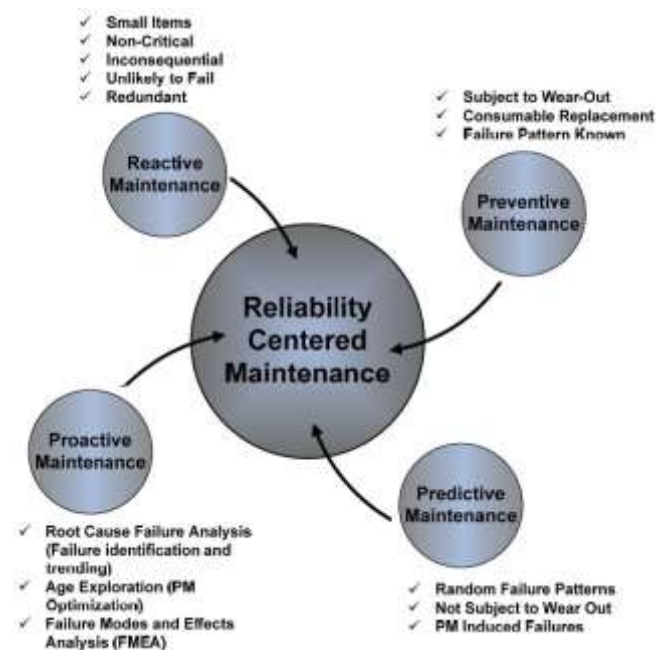 ✓ Small Items
✓ Non-Critical
✓ Inconsequential
✓ Unlikely to Fail
✓ Redundant
Reactive
Maintenance
✓ Subject to Wear-Out
✓ Consumable Replacement
✓ Failure Pattern Known
Preventive
Maintenance
Reliability
Centered
Maintenance
Proactive
Maintenance
✓ Root Cause Failure Analysis
(Failure identification and
trending)
✓ Age Exploration (PM
Optimization)
✓ Failure Modes and Effects
Analysis (FMEA)
Predictive
Maintenance
✓ Random Failure Patterns
✓ Not Subject to Wear Out
✓ PM Induced Failures